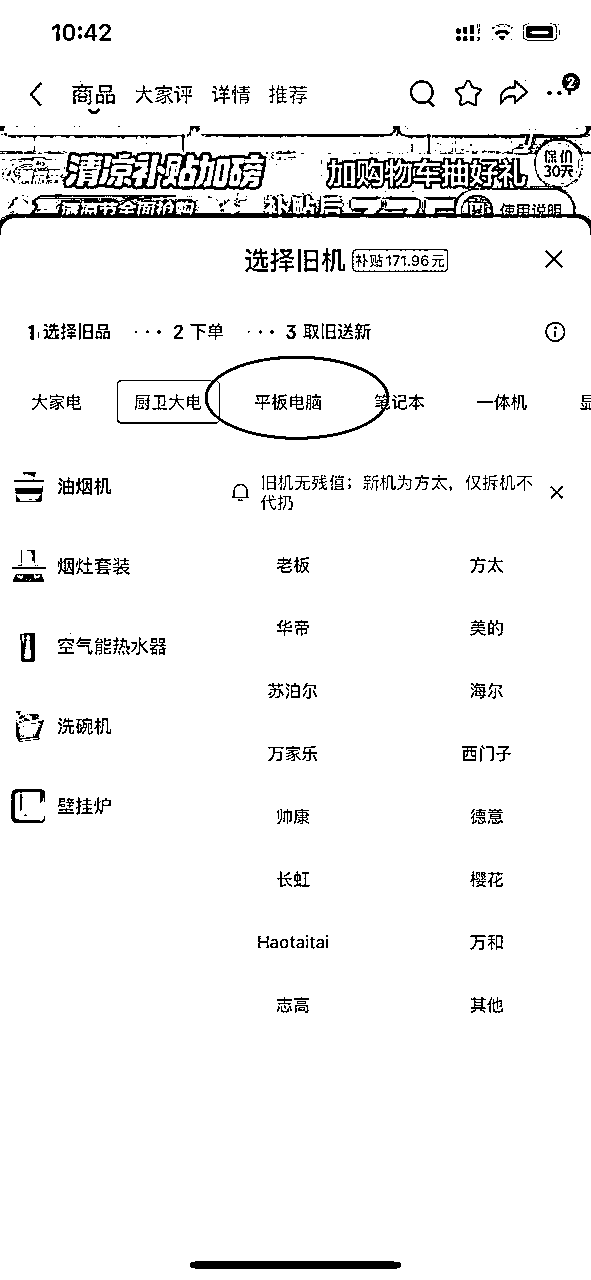 10:42
商品 大家评 详情 推荐
2
清凉补贴加磅 加购物车抽好礼 保价
30天
补贴后 使用说明
选择旧机 补贴171.96元
1 选择旧品 ··· 2 下单 ··· 3 取旧送新
大家电 厨卫大电 平板电脑 笔记本 一体机
油烟机
旧机无残值；新机为方太，仅拆机不
代扔
烟灶套装 老板 方太
华帝 美的
空气能热水器
苏泊尔 海尔
洗碗机
万家乐 西门子
壁挂炉
帅康 德意
长虹 樱花
Haotaitai 万和
志高 其他